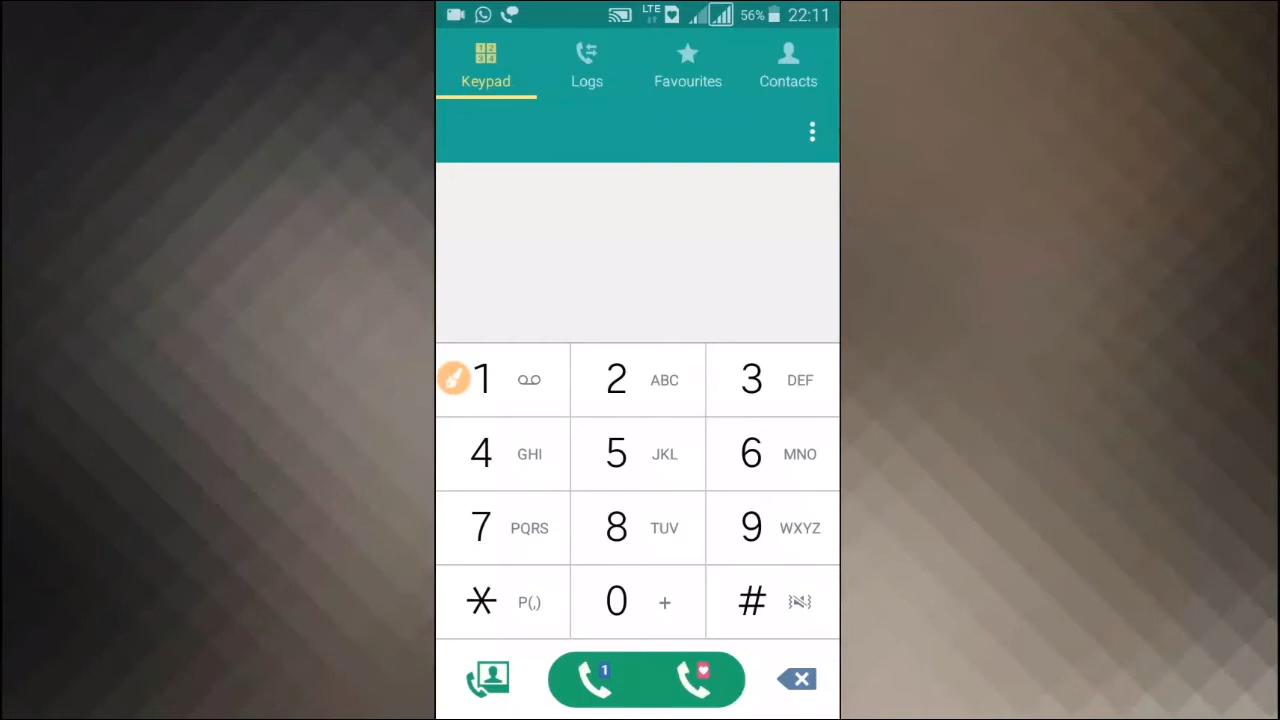 LTE 56% 22:11
Keypad Logs Favourites Contacts
1 2 ABC 3 DEF
4 GHI 5 JKL 6 MNO
7 PQRS 8 TUV 9 WXYZ
* P(,) 0 + #
1